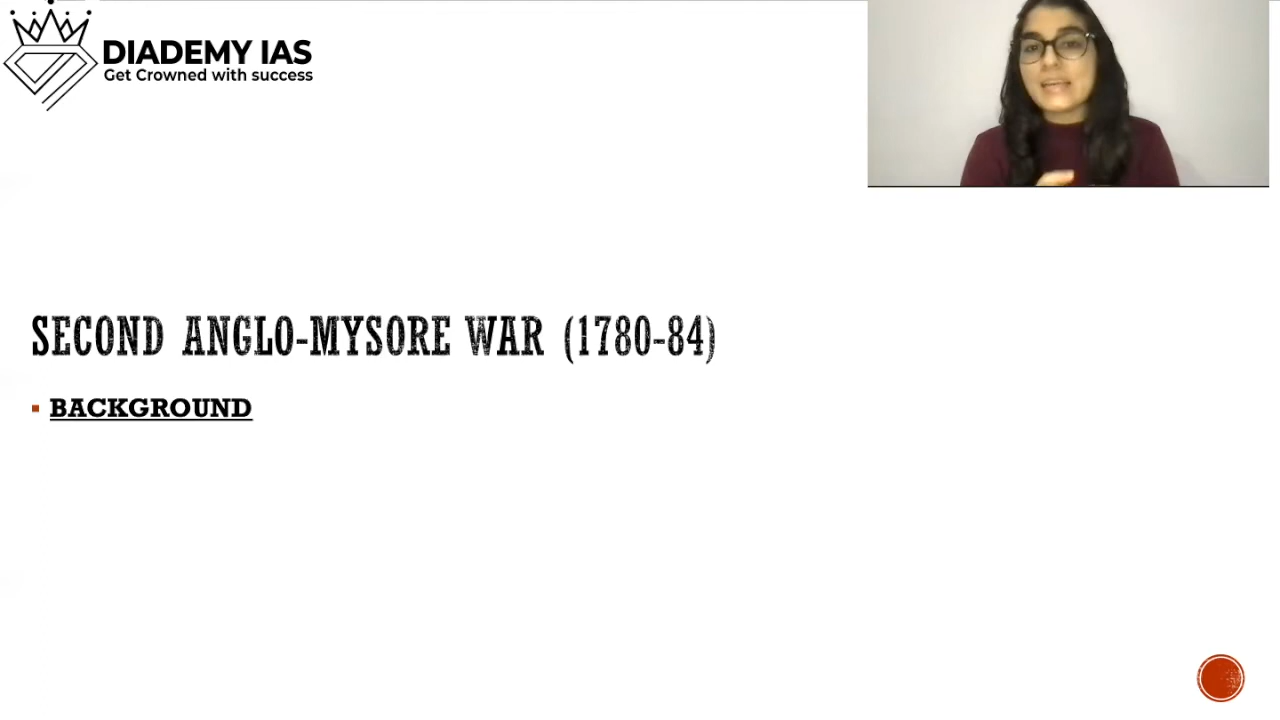 DIADEMY IAS
Get Crowned with success
SECOND ANGLO-MYSORE WAR (1780-84)
BACKGROUND